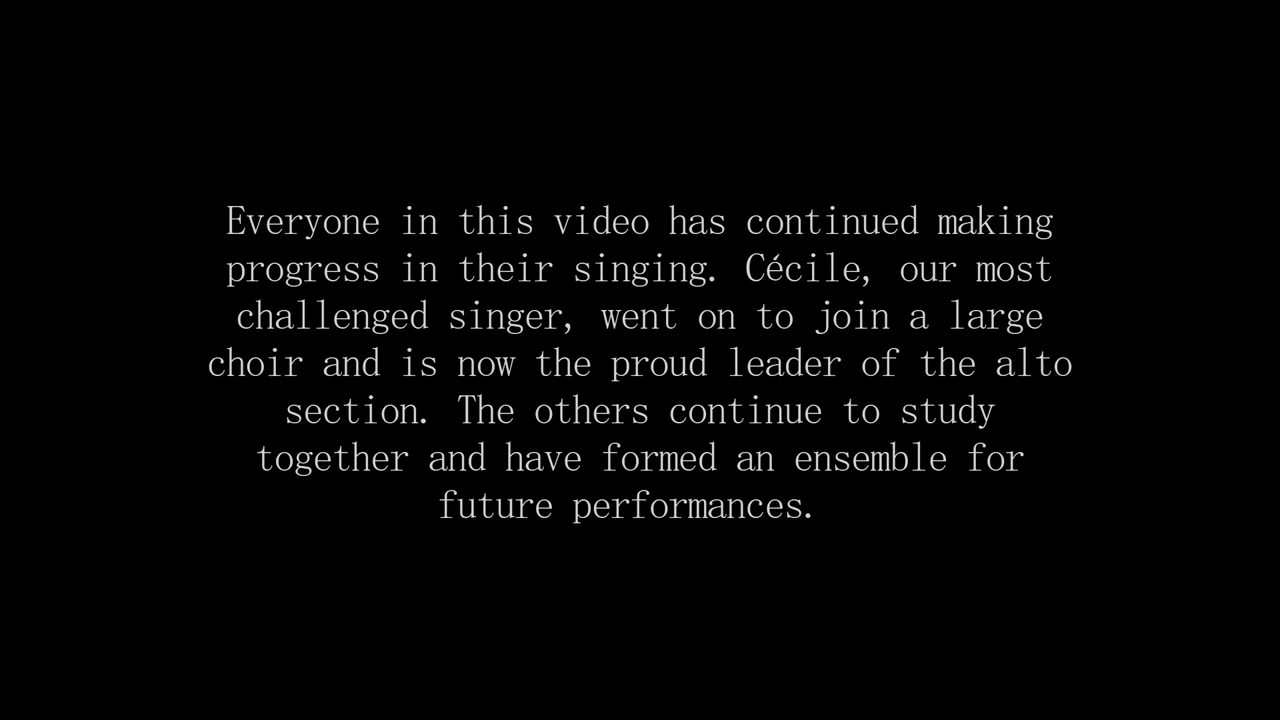 Everyone in this video has continued making
progress in their singing. Cécile, our most
challenged singer, went on to join a large
choir and is now the proud leader of the alto
section. The others continue to study
together and have formed an ensemble for
future performances.